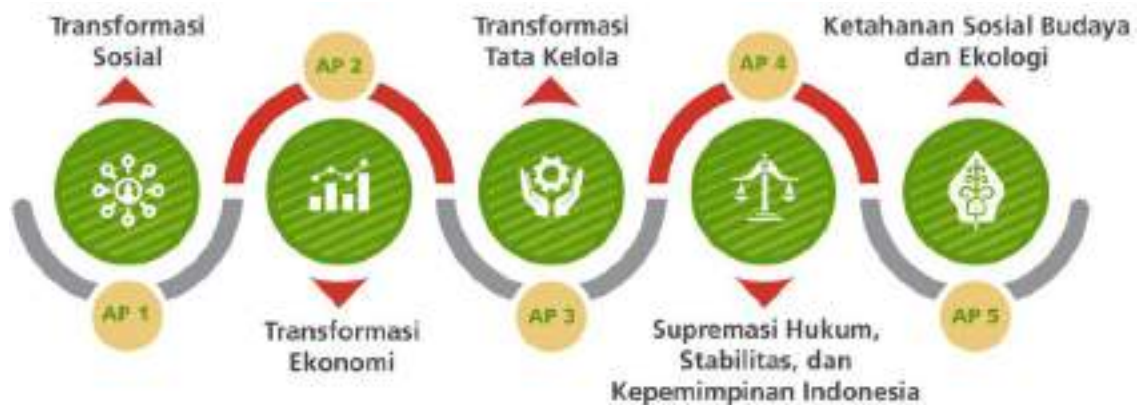 Transformasi
Sosial
AP 1
AP 2
Transformasi
Ekonomi
Transformasi
Tata Kelola
AP 3
AP 4
Supremasi Hukum,
Stabilitas, dan
Kepemimpinan Indonesia
Ketahanan Sosial Budaya
dan Ekologi
AP 5